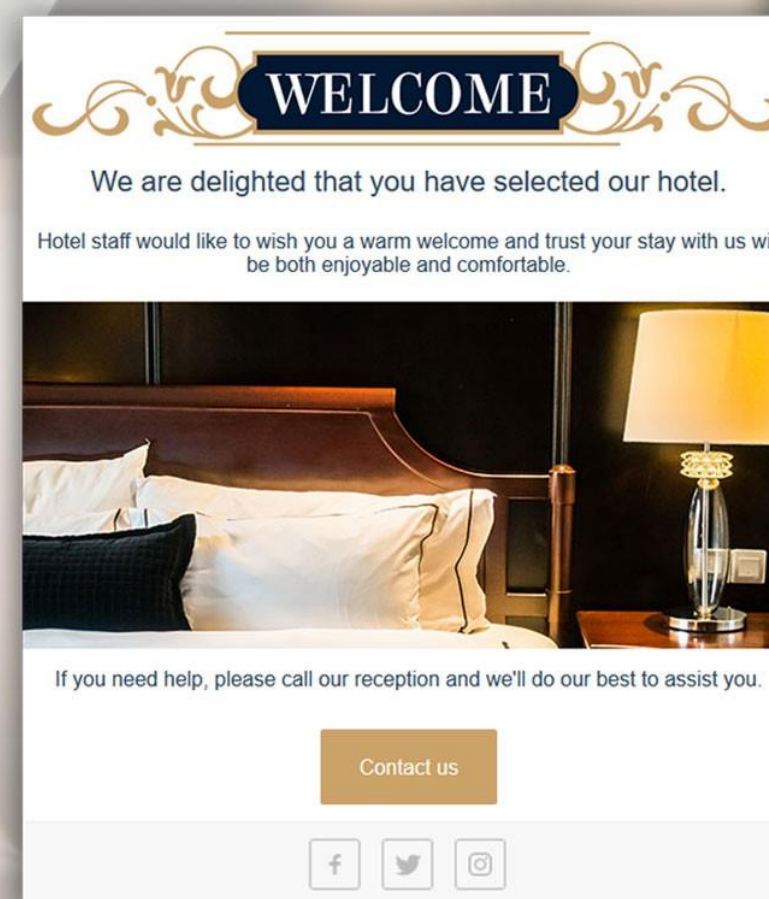 WELCOME
We are delighted that you have selected our hotel.
Hotel staff would like to wish you a warm welcome and trust your stay with us
be both enjoyable and comfortable.
If you need help, please call our reception and we'll do our best to assist you.
Contact us